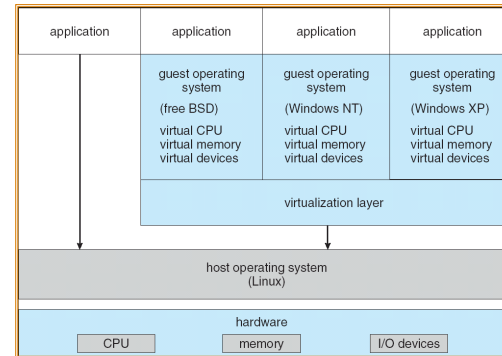 application
application
application
application
guest operating
system
(free BSD)
virtual CPU
virtual memory
virtual devices
guest operating
system
(Windows NT)
virtual CPU
virtual memory
virtual devices
guest operating
system
(Windows XP)
virtual CPU
virtual memory
virtual devices
virtualization layer
host operating system
(Linux)
hardware
CPU
memory
I/O devices